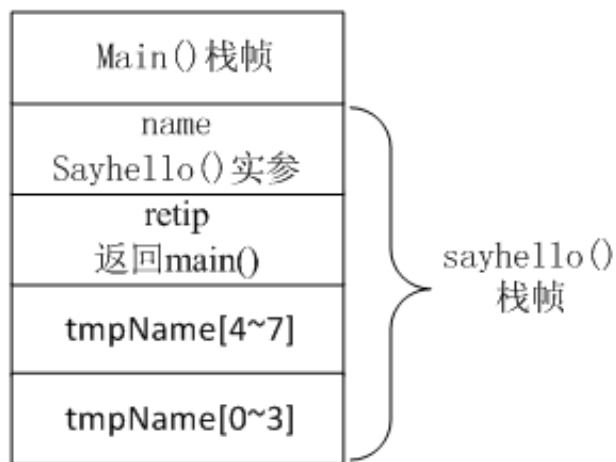 Main()栈帧
name
Sayhello()实参
retip
返回main()
tmpName[4~7]
tmpName[0~3]
sayhello()
栈帧